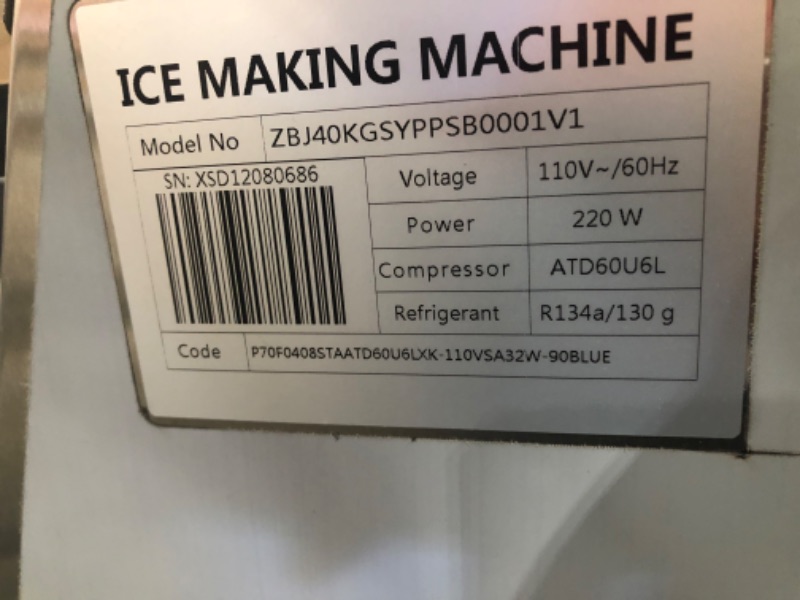 ICE MAKING MACHINE
Model No ZBJ40KGSYPPSB0001V1
SN: XSD12080686
Voltage 110V~/60Hz
Power 220 W
Compressor ATD60U6L
Refrigerant R134a/130 g
Code P70F0408STAATD60U6LXK-110VSA32W-90BLUE